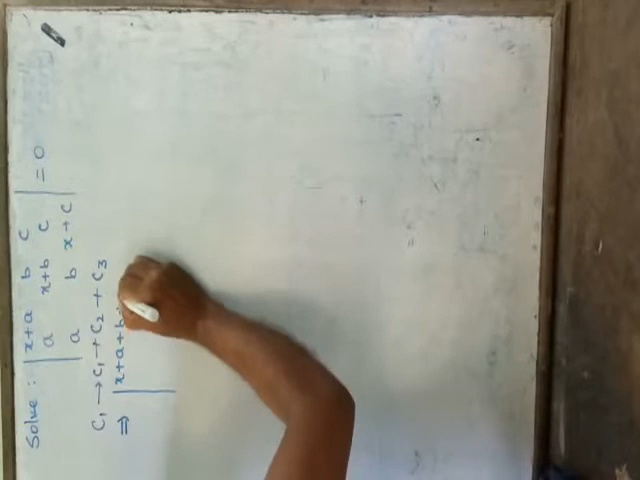 Solve : | x+a b c |
| a x+b c | = 0
| a b x+c |
C₁ → C₁ + C₂ + C₃
⇒ | x+a+b